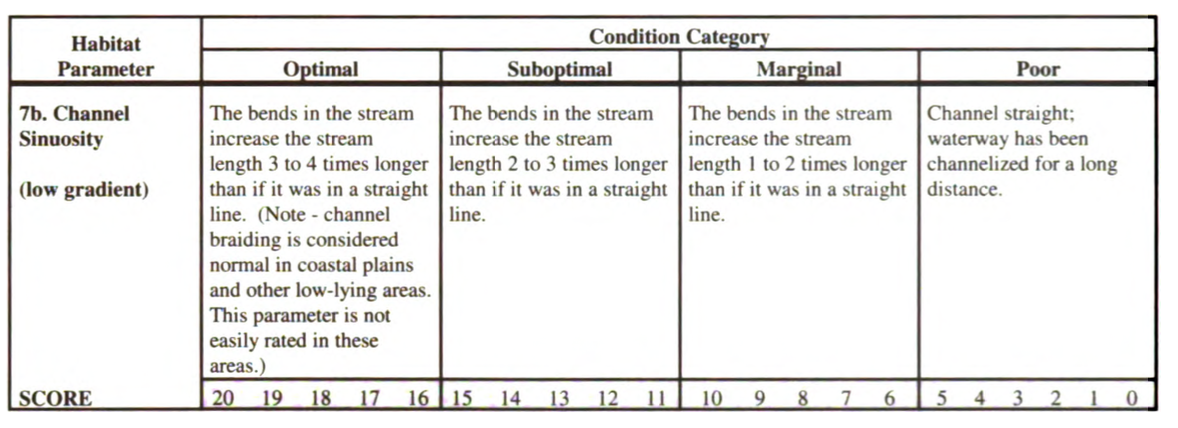 Habitat
Parameter
Condition Category
Optimal
Suboptimal
Marginal
Poor
7b. Channel
Sinuosity
(low gradient)
The bends in the stream
increase the stream
length 3 to 4 times longer
than if it was in a straight
line. (Note - channel
braiding is considered
normal in coastal plains
and other low-lying areas.
This parameter is not
easily rated in these
areas.)
The bends in the stream
increase the stream
length 2 to 3 times longer
than if it was in a straight
line.
The bends in the stream
increase the stream
length 1 to 2 times longer
than if it was in a straight
line.
Channel straight;
waterway has been
channelized for a long
distance.
SCORE
20 19 18 17 16
15 14 13 12 11
10 9 8 7 6
5 4 3 2 1 0